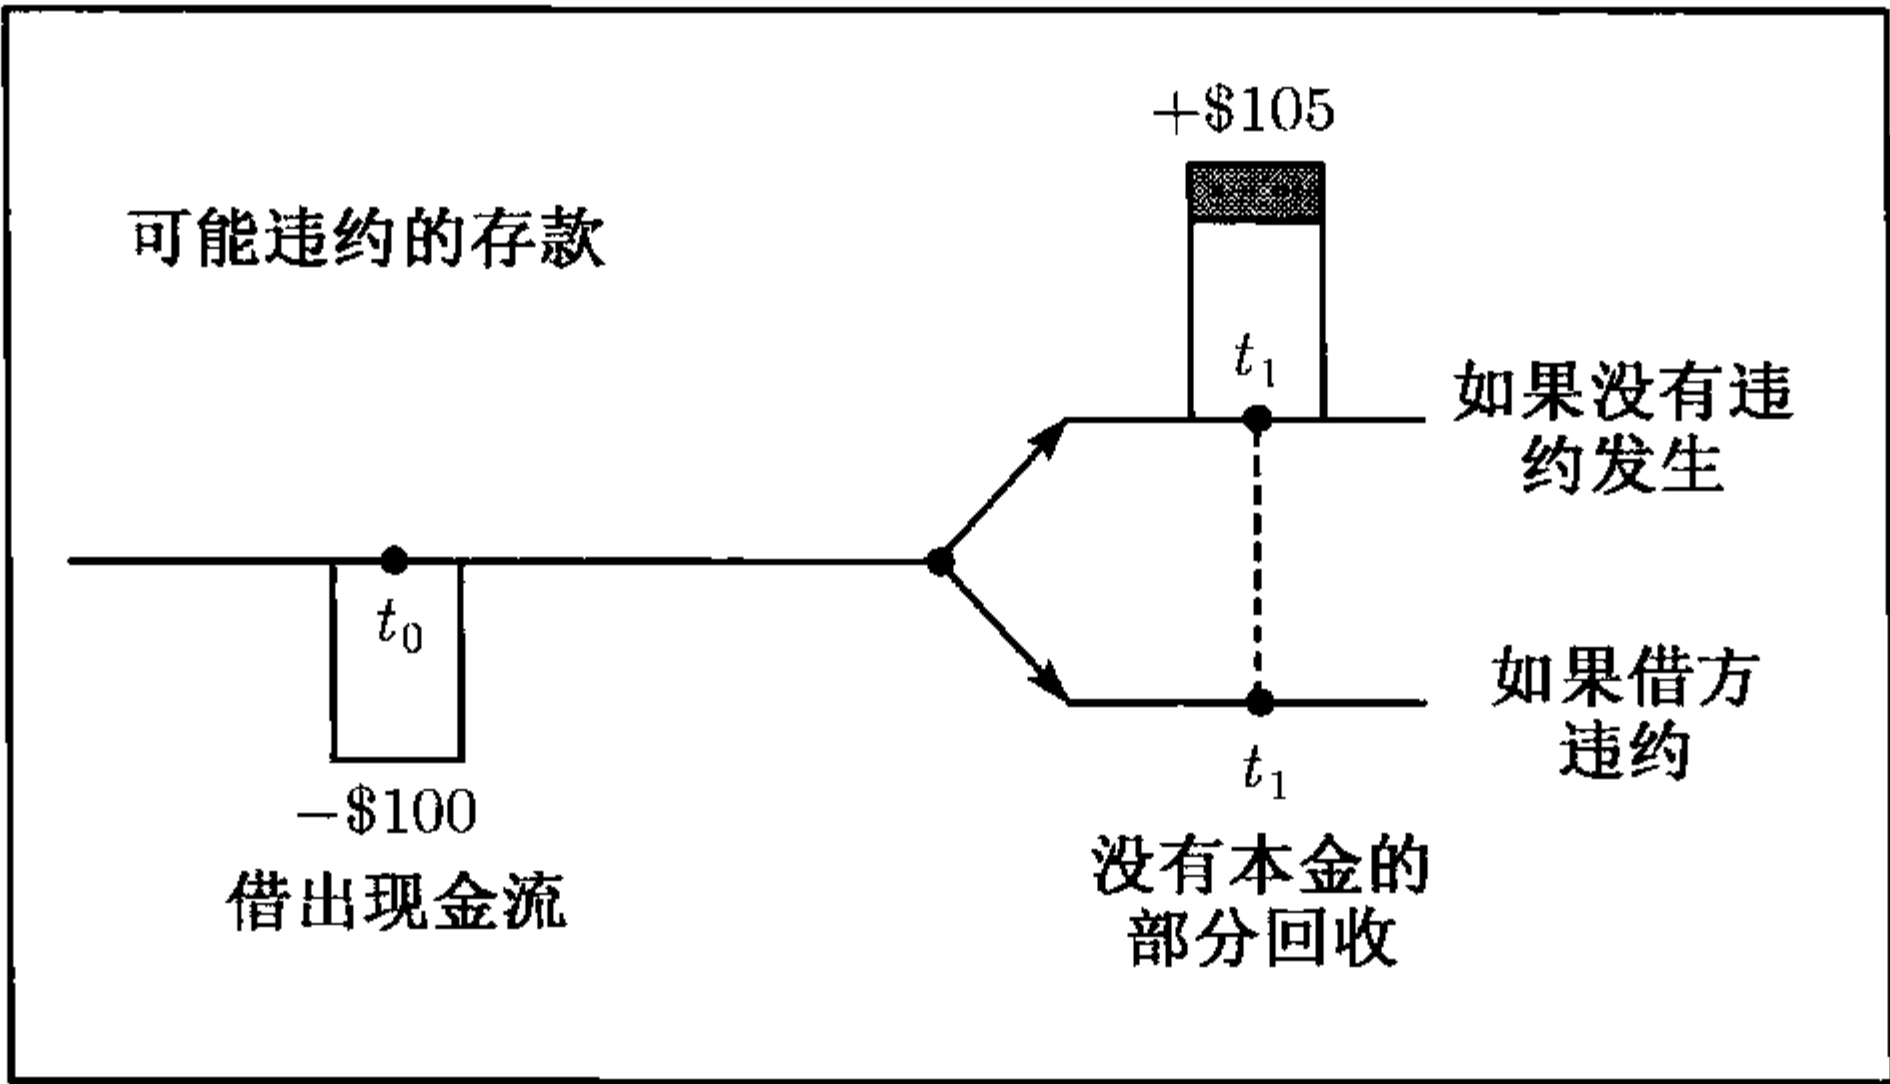 +$105
可能违约的存款
t₁
如果没有违
约发生
t₀
如果借方
违约
−$100
t₁
借出现金流
没有本金的
部分回收